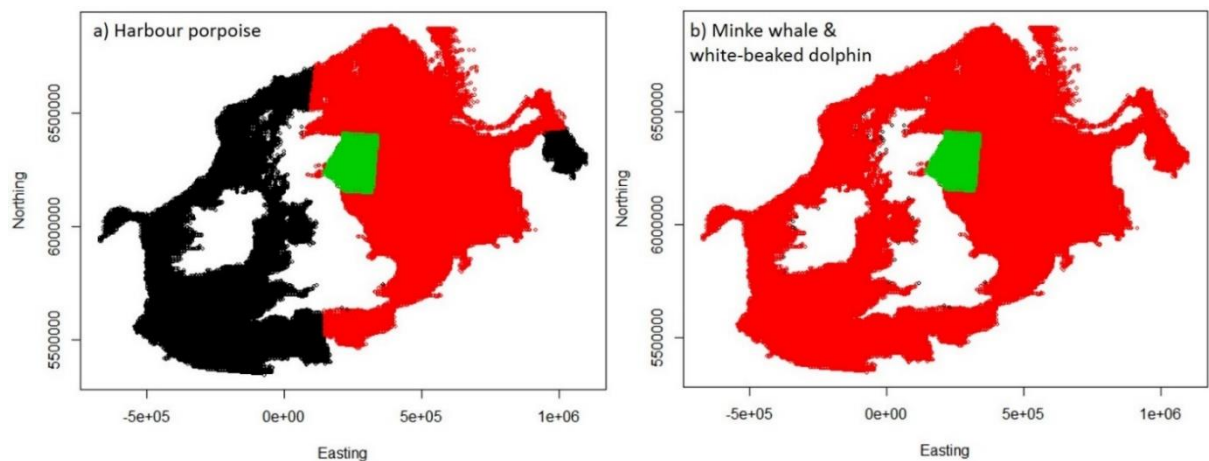 a) Harbour porpoise
Northing
6500000
6000000
5500000
-5e+05
0e+00
5e+05
1e+06
Easting
b) Minke whale &
white-beaked dolphin
Northing
6500000
6000000
5500000
-5e+05
0e+00
5e+05
1e+06
Easting